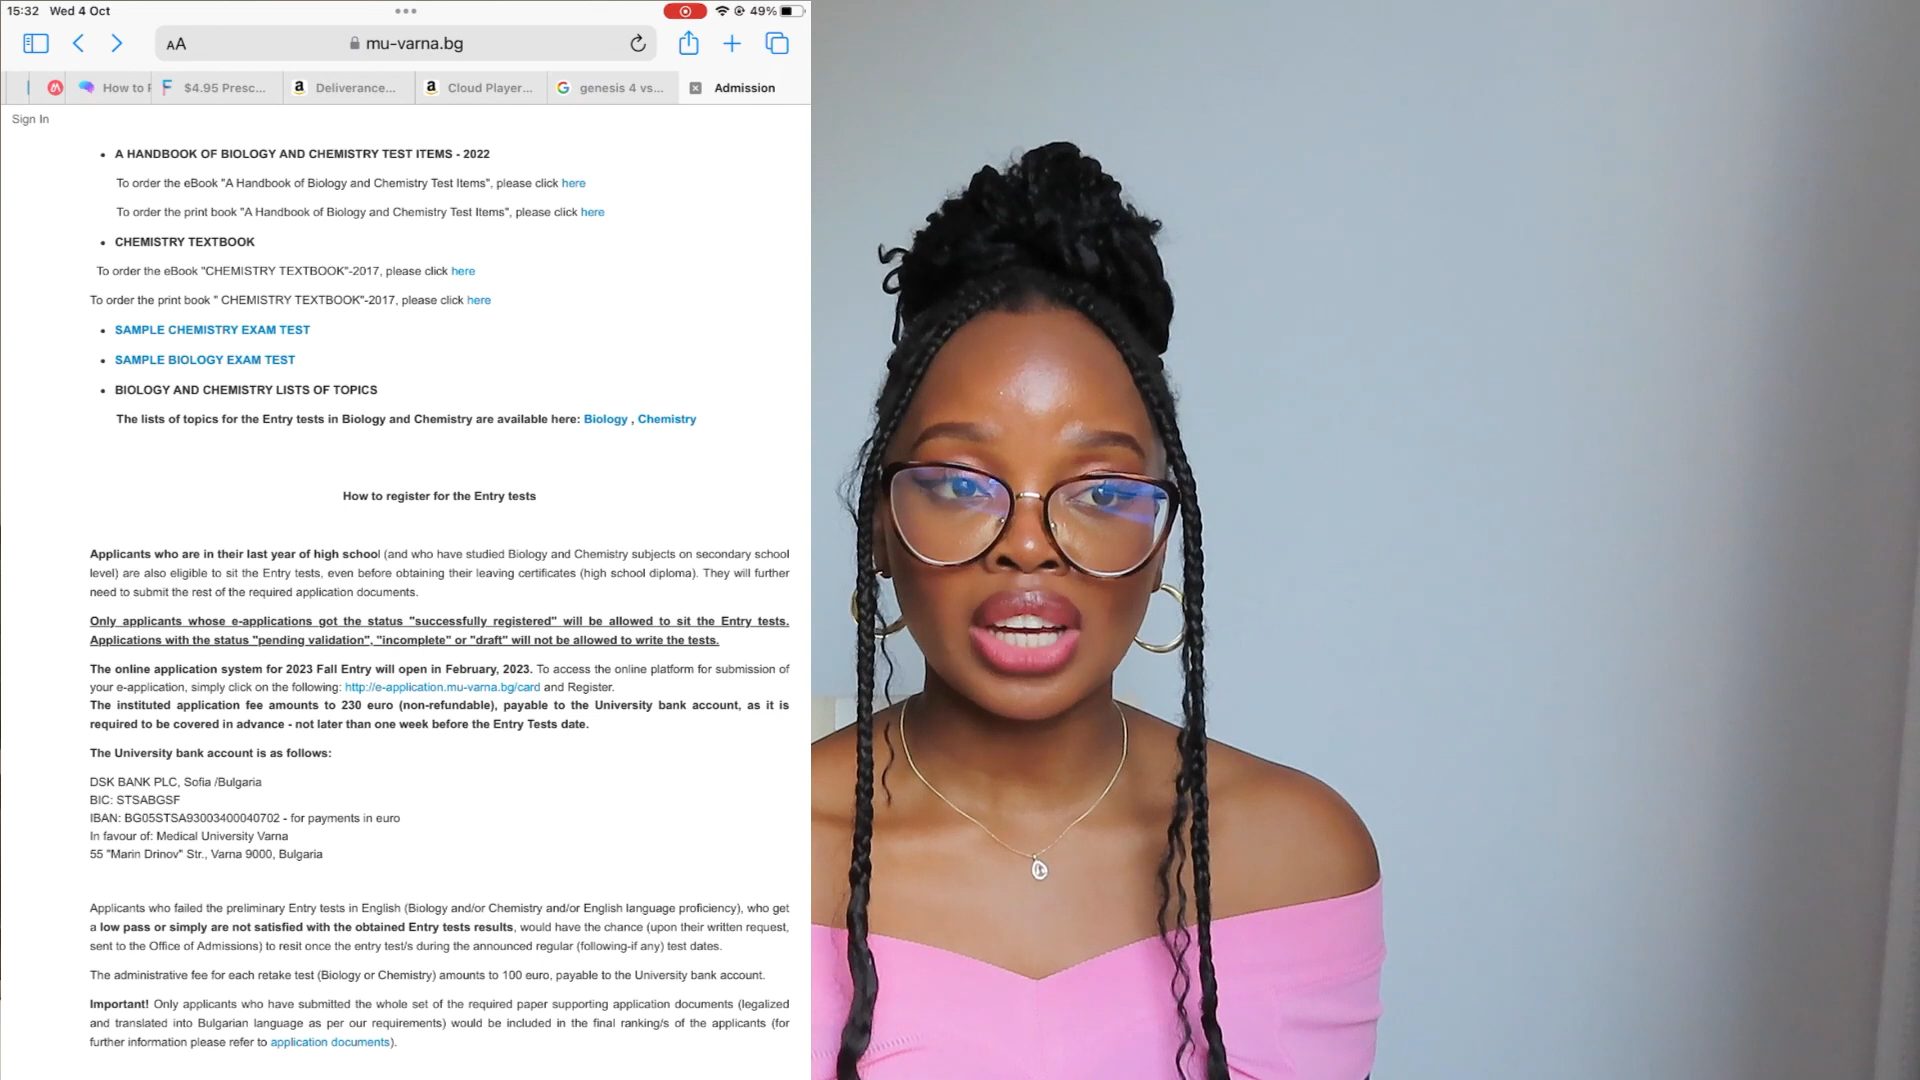 15:32 Wed 4 Oct
49%
AA mu-varna.bg
How to F $4.95 Presc... a Deliverance... a Cloud Player... G genesis 4 vs... Admission
Sign In
• A HANDBOOK OF BIOLOGY AND CHEMISTRY TEST ITEMS - 2022
To order the eBook "A Handbook of Biology and Chemistry Test Items", please click here
To order the print book "A Handbook of Biology and Chemistry Test Items", please click here
• CHEMISTRY TEXTBOOK
To order the eBook "CHEMISTRY TEXTBOOK"-2017, please click here
To order the print book " CHEMISTRY TEXTBOOK"-2017, please click here
• SAMPLE CHEMISTRY EXAM TEST
• SAMPLE BIOLOGY EXAM TEST
• BIOLOGY AND CHEMISTRY LISTS OF TOPICS
The lists of topics for the Entry tests in Biology and Chemistry are available here: Biology , Chemistry
How to register for the Entry tests
Applicants who are in their last year of high school (and who have studied Biology and Chemistry subjects on secondary school
level) are also eligible to sit the Entry tests, even before obtaining their leaving certificates (high school diploma). They will further
need to submit the rest of the required application documents.
Only applicants whose e-applications got the status "successfully registered" will be allowed to sit the Entry tests.
Applications with the status "pending validation", "incomplete" or "draft" will not be allowed to write the tests.
The online application system for 2023 Fall Entry will open in February, 2023. To access the online platform for submission of
your e-application, simply click on the following: http://e-application.mu-varna.bg/card and Register.
The instituted application fee amounts to 230 euro (non-refundable), payable to the University bank account, as it is
required to be covered in advance - not later than one week before the Entry Tests date.
The University bank account is as follows:
DSK BANK PLC, Sofia /Bulgaria
BIC: STSABGSF
IBAN: BG05STSA93003400040702 - for payments in euro
In favour of: Medical University Varna
55 "Marin Drinov" Str., Varna 9000, Bulgaria
Applicants who failed the preliminary Entry tests in English (Biology and/or Chemistry and/or English language proficiency), who get
a low pass or simply are not satisfied with the obtained Entry tests results, would have the chance (upon their written request,
sent to the Office of Admissions) to resit once the entry test/s during the announced regular (following-if any) test dates.
The administrative fee for each retake test (Biology or Chemistry) amounts to 100 euro, payable to the University bank account.
Important! Only applicants who have submitted the whole set of the required paper supporting application documents (legalized
and translated into Bulgarian language as per our requirements) would be included in the final ranking/s of the applicants (for
further information please refer to application documents).